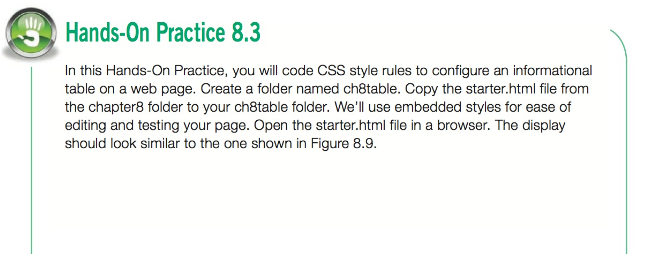 Hands-On Practice 8.3
In this Hands-On Practice, you will code CSS style rules to configure an informational
table on a web page. Create a folder named ch8table. Copy the starter.html file from
the chapter8 folder to your ch8table folder. We'll use embedded styles for ease of
editing and testing your page. Open the starter.html file in a browser. The display
should look similar to the one shown in Figure 8.9.